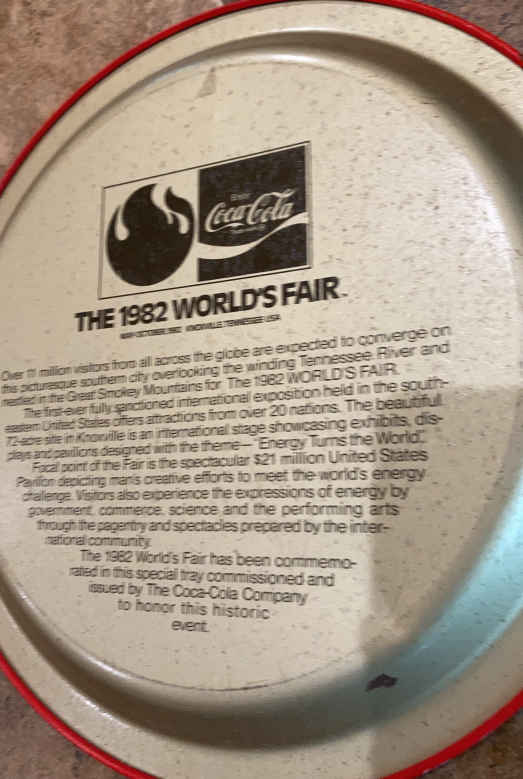 Enjoy
Coca-Cola
THE 1982 WORLD'S FAIR™
MAY-OCTOBER 1982 KNOXVILLE, TENNESSEE, USA
Over 11 million visitors from all across the globe are expected to converge on
this picturesque southern city overlooking the winding Tennessee River and
nestled in the Great Smokey Mountains for The 1982 WORLD'S FAIR.
The first-ever fully sanctioned international exposition held in the south-
eastern United States offers attractions from over 20 nations. The beautiful
72-acre site in Knoxville is an international stage showcasing exhibits, dis-
plays and pavilions designed with the theme—"Energy Turns the World".
Focal point of the Fair is the spectacular $21 million United States
Pavilion depicting man's creative efforts to meet the world's energy
challenge. Visitors also experience the expressions of energy by
government, commerce, science and the performing arts
through the pagentry and spectacles prepared by the inter-
national community.
The 1982 World's Fair has been commemo-
rated in this special tray commissioned and
issued by The Coca-Cola Company
to honor this historic
event.